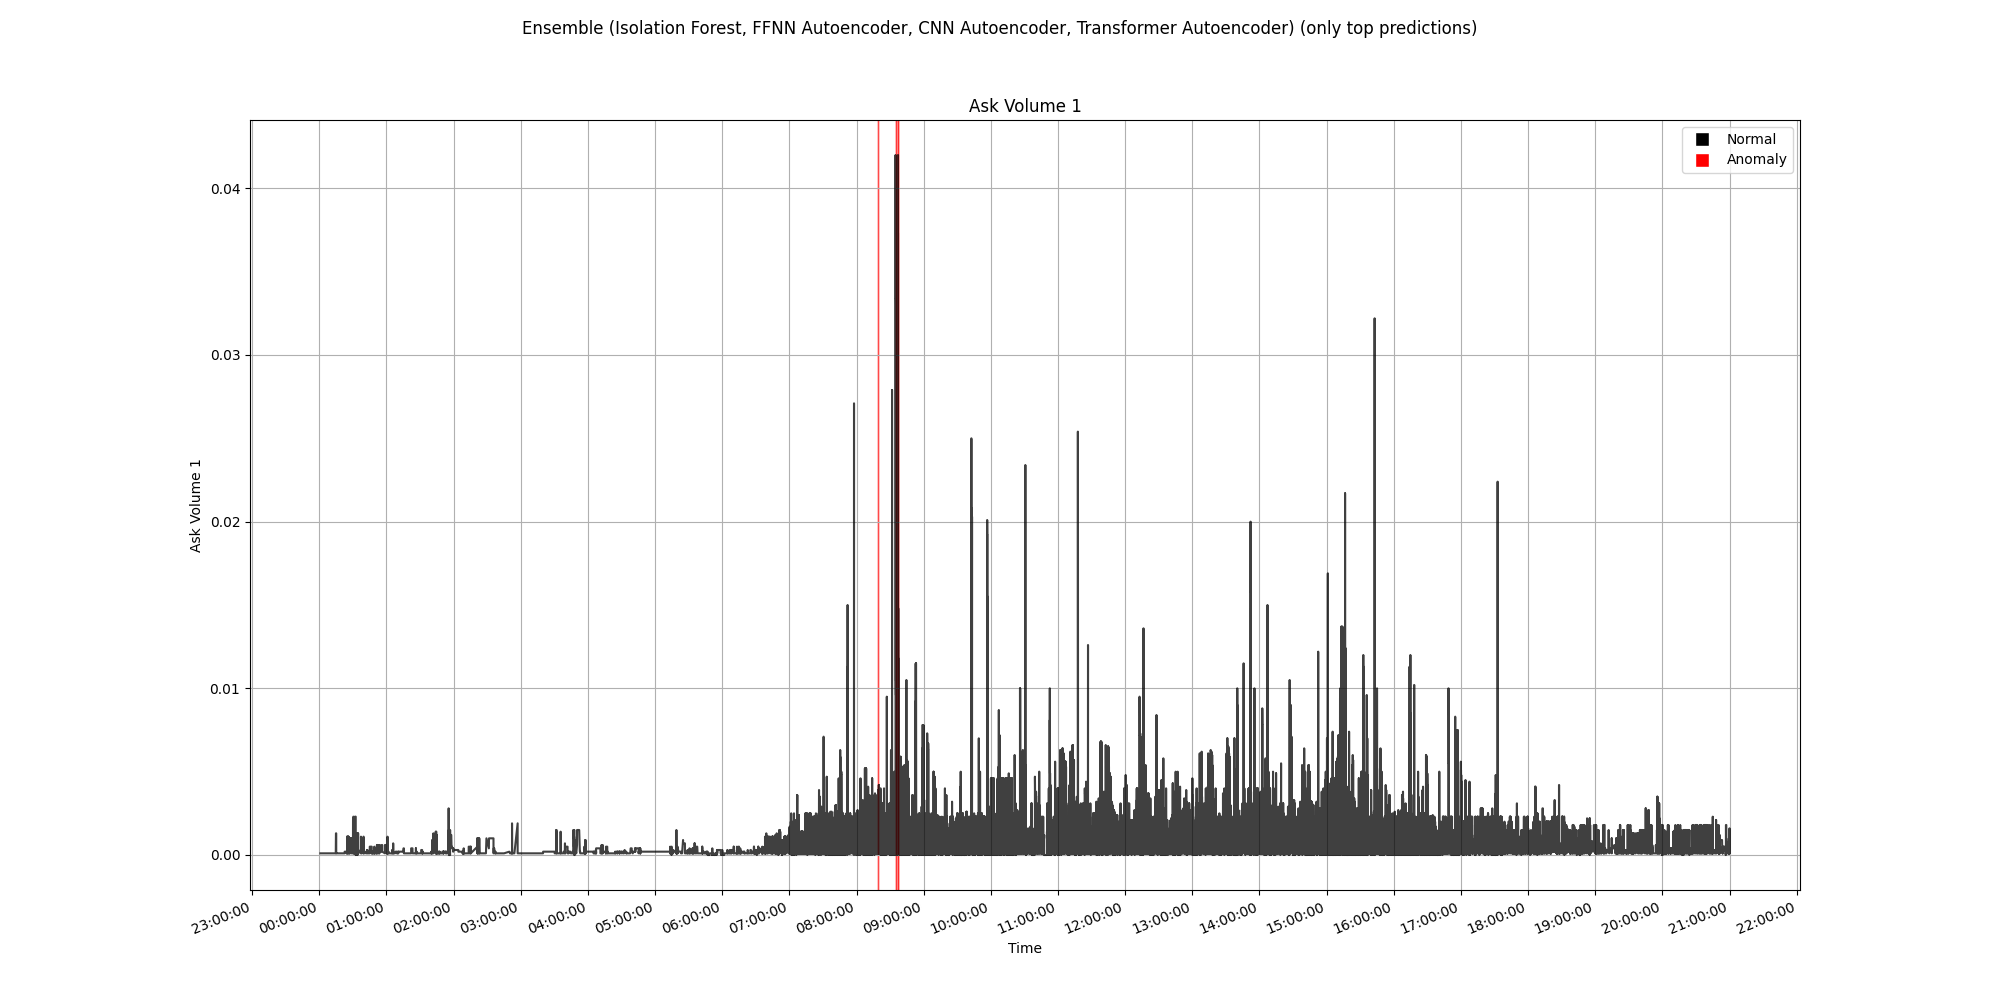 Ensemble (Isolation Forest, FFNN Autoencoder, CNN Autoencoder, Transformer Autoencoder) (only top predictions)
Ask Volume 1
Normal
Anomaly
0.04
0.03
0.02
0.01
0.00
Ask Volume 1
23:00:00 00:00:00 01:00:00 02:00:00 03:00:00 04:00:00 05:00:00 06:00:00 07:00:00 08:00:00 09:00:00 10:00:00 11:00:00 12:00:00 13:00:00 14:00:00 15:00:00 16:00:00 17:00:00 18:00:00 19:00:00 20:00:00 21:00:00 22:00:00
Time